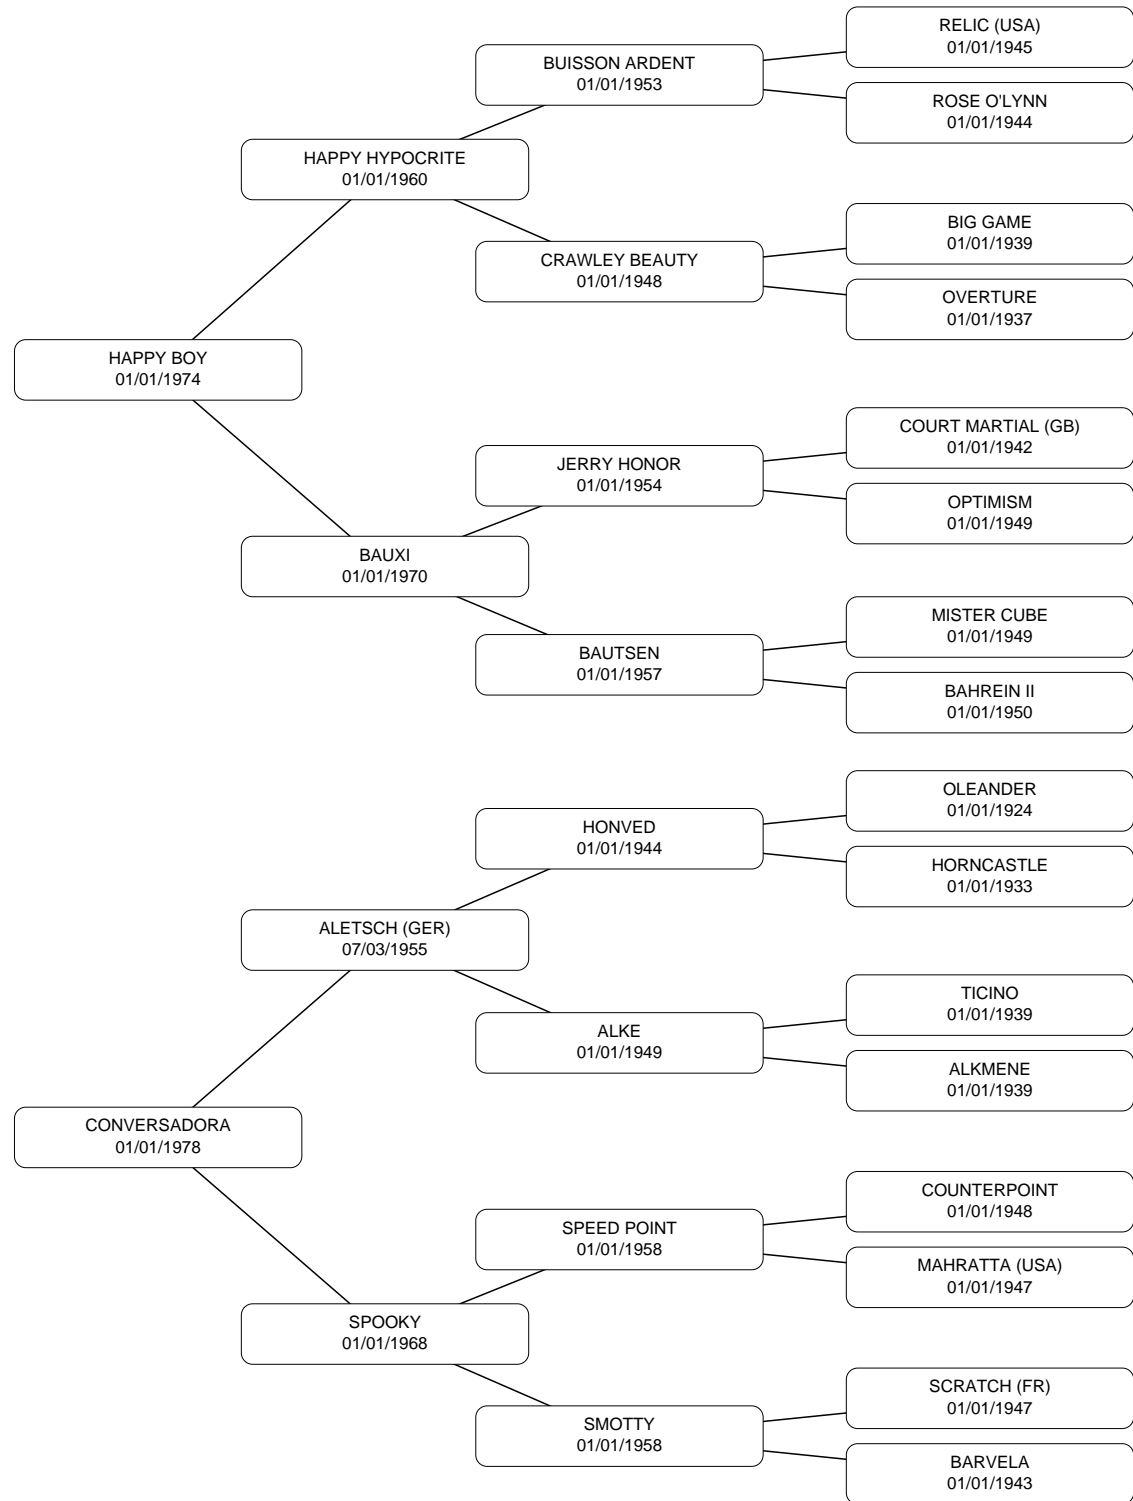 RELIC (USA)
01/01/1945
BUISSON ARDENT
01/01/1953
ROSE O'LYNN
01/01/1944
HAPPY HYPOCRITE
01/01/1960
BIG GAME
01/01/1939
CRAWLEY BEAUTY
01/01/1948
OVERTURE
01/01/1937
HAPPY BOY
01/01/1974
COURT MARTIAL (GB)
01/01/1942
JERRY HONOR
01/01/1954
OPTIMISM
01/01/1949
BAUXI
01/01/1970
MISTER CUBE
01/01/1949
BAUTSEN
01/01/1957
BAHREIN II
01/01/1950
OLEANDER
01/01/1924
HONVED
01/01/1944
HORNCASTLE
01/01/1933
ALETSCH (GER)
07/03/1955
TICINO
01/01/1939
ALKE
01/01/1949
ALKMENE
01/01/1939
CONVERSADORA
01/01/1978
COUNTERPOINT
01/01/1948
SPEED POINT
01/01/1958
MAHRATTA (USA)
01/01/1947
SPOOKY
01/01/1968
SCRATCH (FR)
01/01/1947
SMOTTY
01/01/1958
BARVELA
01/01/1943